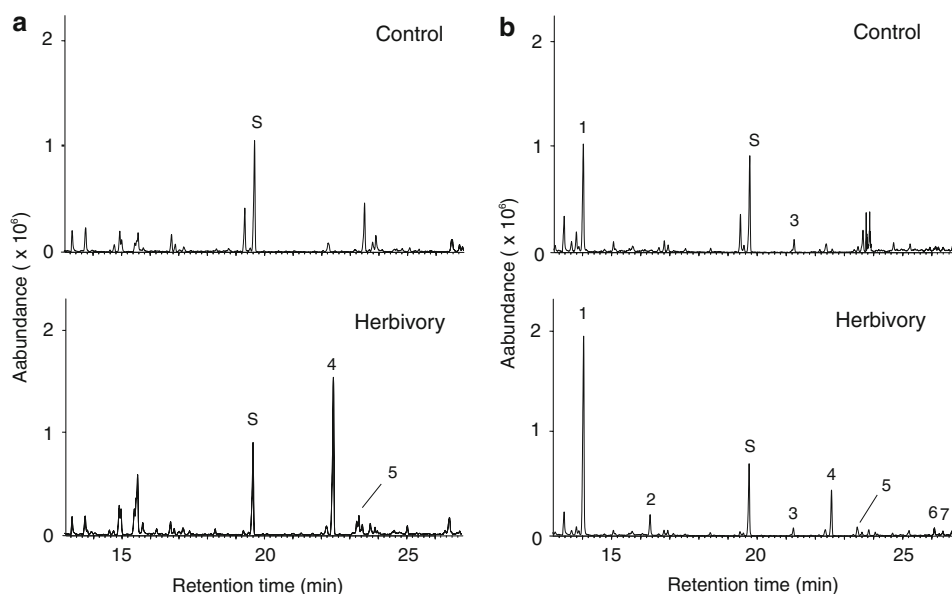 a
Control
2
1
0
S
Herbivory
2
1
0
S
4
5
15 20 25
Retention time (min)
Aabundance ( x 10⁶)
b
Control
2
1
0
1
S
3
Herbivory
2
1
0
1
2
S
3
4
5
6 7
15 20 25
Retention time (min)
Aabundance ( x 10⁶)